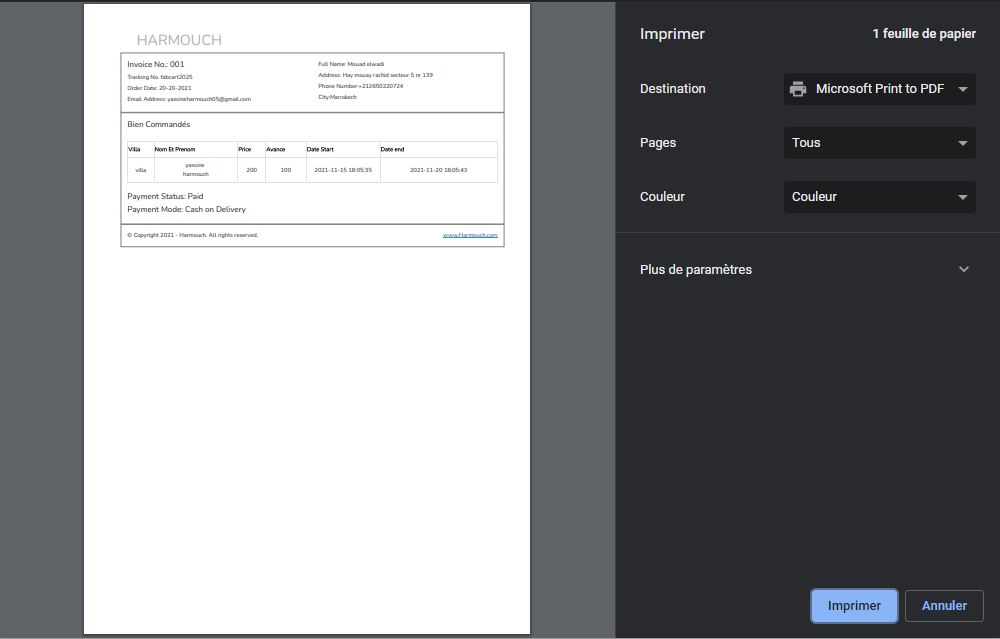 HARMOUCH
Invoice No.: 001
Tracking No. fabcart2025
Order Date: 20-20-2021
Email Address: yassineharmouch05@gmail.com
Full Name: Mouad elwadi
Address: Hay mouay rachid secteur 5 nr 139
Phone Number:+212650220724
City:Marrakech
Bien Commandés
Villa Nom Et Prenom Price Avance Date Start Date end
villa yassine harmouch 200 100 2021-11-15 18:05:35 2021-11-20 18:05:43
Payment Status: Paid
Payment Mode: Cash on Delivery
© Copyright 2021 - Harmouch. All rights reserved. www.Harmouch.com
Imprimer 1 feuille de papier
Destination Microsoft Print to PDF
Pages Tous
Couleur Couleur
Plus de paramètres
Imprimer Annuler